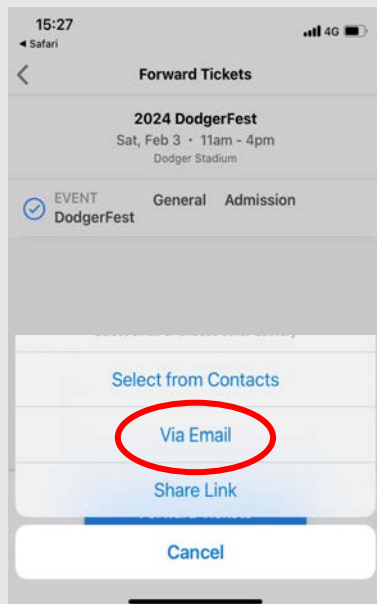 15:27
4G
◀ Safari
Forward Tickets
2024 DodgerFest
Sat, Feb 3 • 11am - 4pm
Dodger Stadium
EVENT General Admission
DodgerFest
Select from Contacts
Via Email
Share Link
Cancel